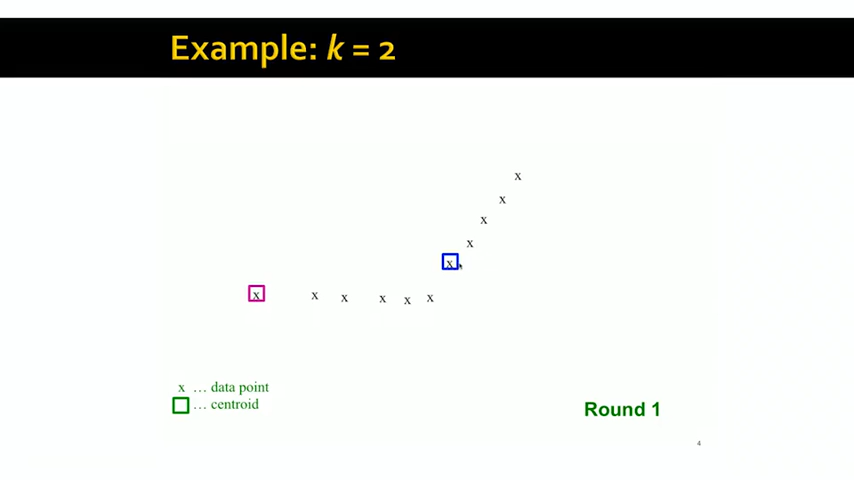 Example: k = 2
x
x
x
x
x
x x x x x x
x … data point
… centroid
Round 1
4